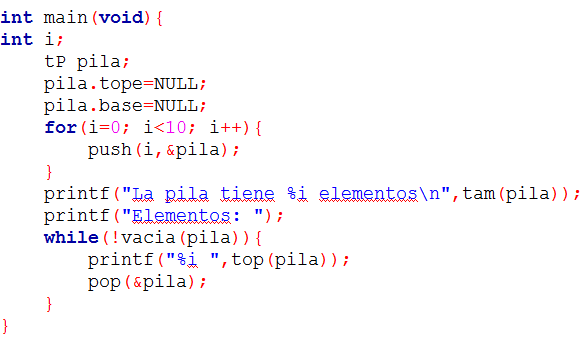 int main(void){
int i;
    tP pila;
    pila.tope=NULL;
    pila.base=NULL;
    for(i=0; i<10; i++){
        push(i,&pila);
    }
    printf("La pila tiene %i elementos\n",tam(pila));
    printf("Elementos: ");
    while(!vacia(pila)){
        printf("%i ",top(pila));
        pop(&pila);
    }
}